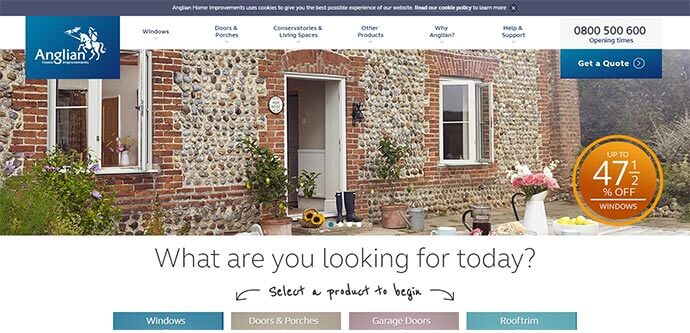 Anglian Home Improvements uses cookies to give you the best possible experience of our website. Read our cookie policy to learn more
Anglian
Home Improvements
Windows
Doors &
Porches
Conservatories &
Living Spaces
Other
Products
Why
Anglian?
Help &
Support
0800 500 600
Opening times
Get a Quote
UP TO
47 1/2
% OFF
WINDOWS
What are you looking for today?
Select a product to begin
Windows
Doors & Porches
Garage Doors
Rooftrim